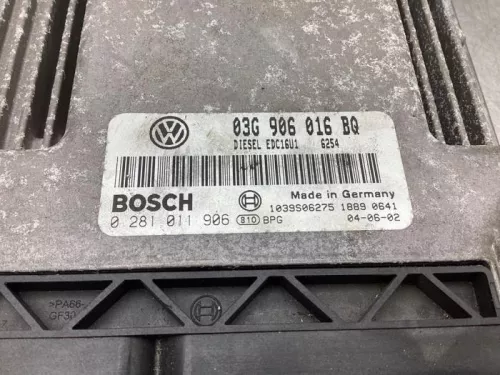 03G 906 016 BQ
DIESEL EDC16U1 6254
BOSCH
Made in Germany
1039S06275 1889 0641
0 281 011 906 810 BPG 04-06-02
>PA66-
GF30